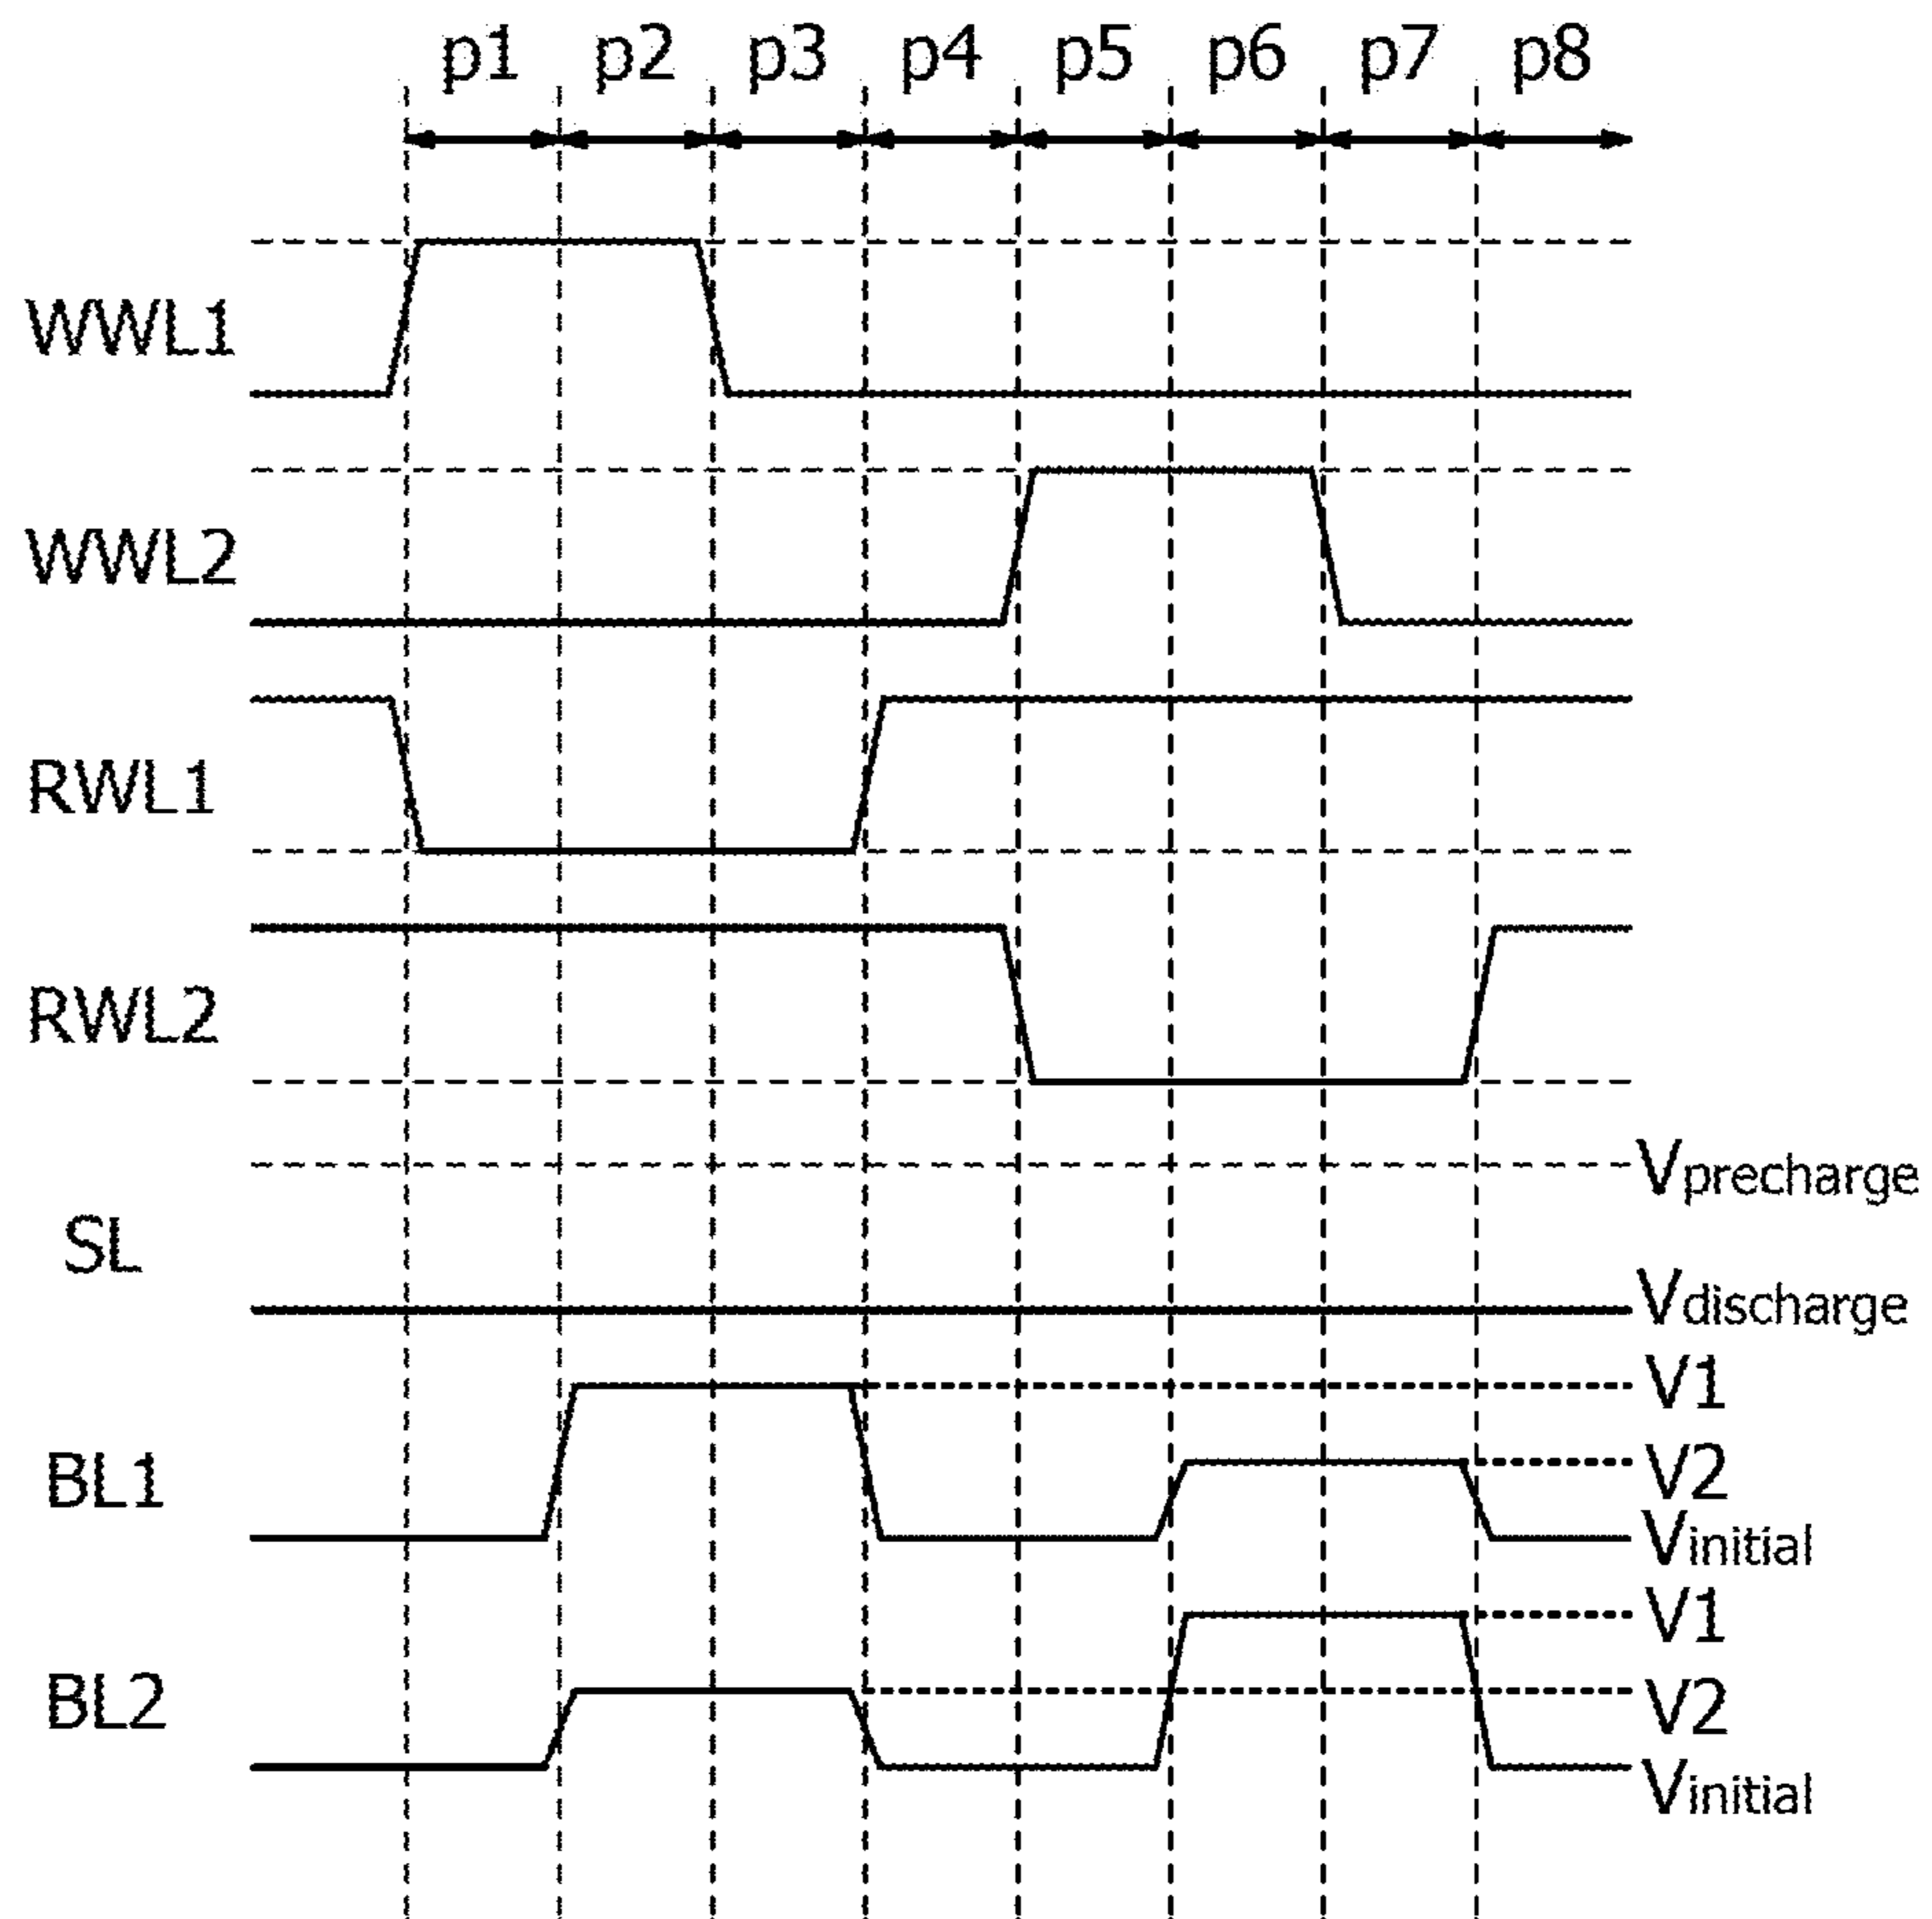 p1 p2 p3 p4 p5 p6 p7 p8
WWL1
WWL2
RWL1
RWL2
Vprecharge
SL
Vdischarge
V1
BL1
V2
Vinitial
V1
BL2
V2
Vinitial